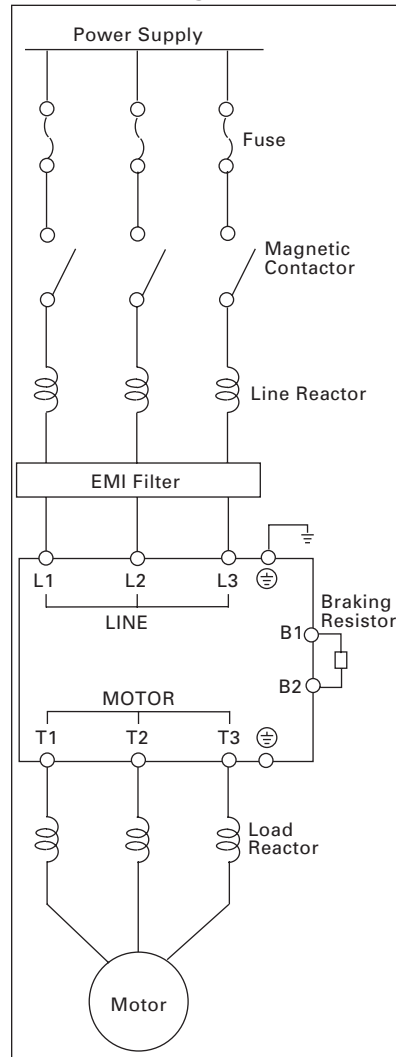 Power Supply
Fuse
Magnetic
Contactor
Line Reactor
EMI Filter
L1 L2 L3
LINE
Braking
Resistor
B1
B2
MOTOR
T1 T2 T3
Load
Reactor
Motor